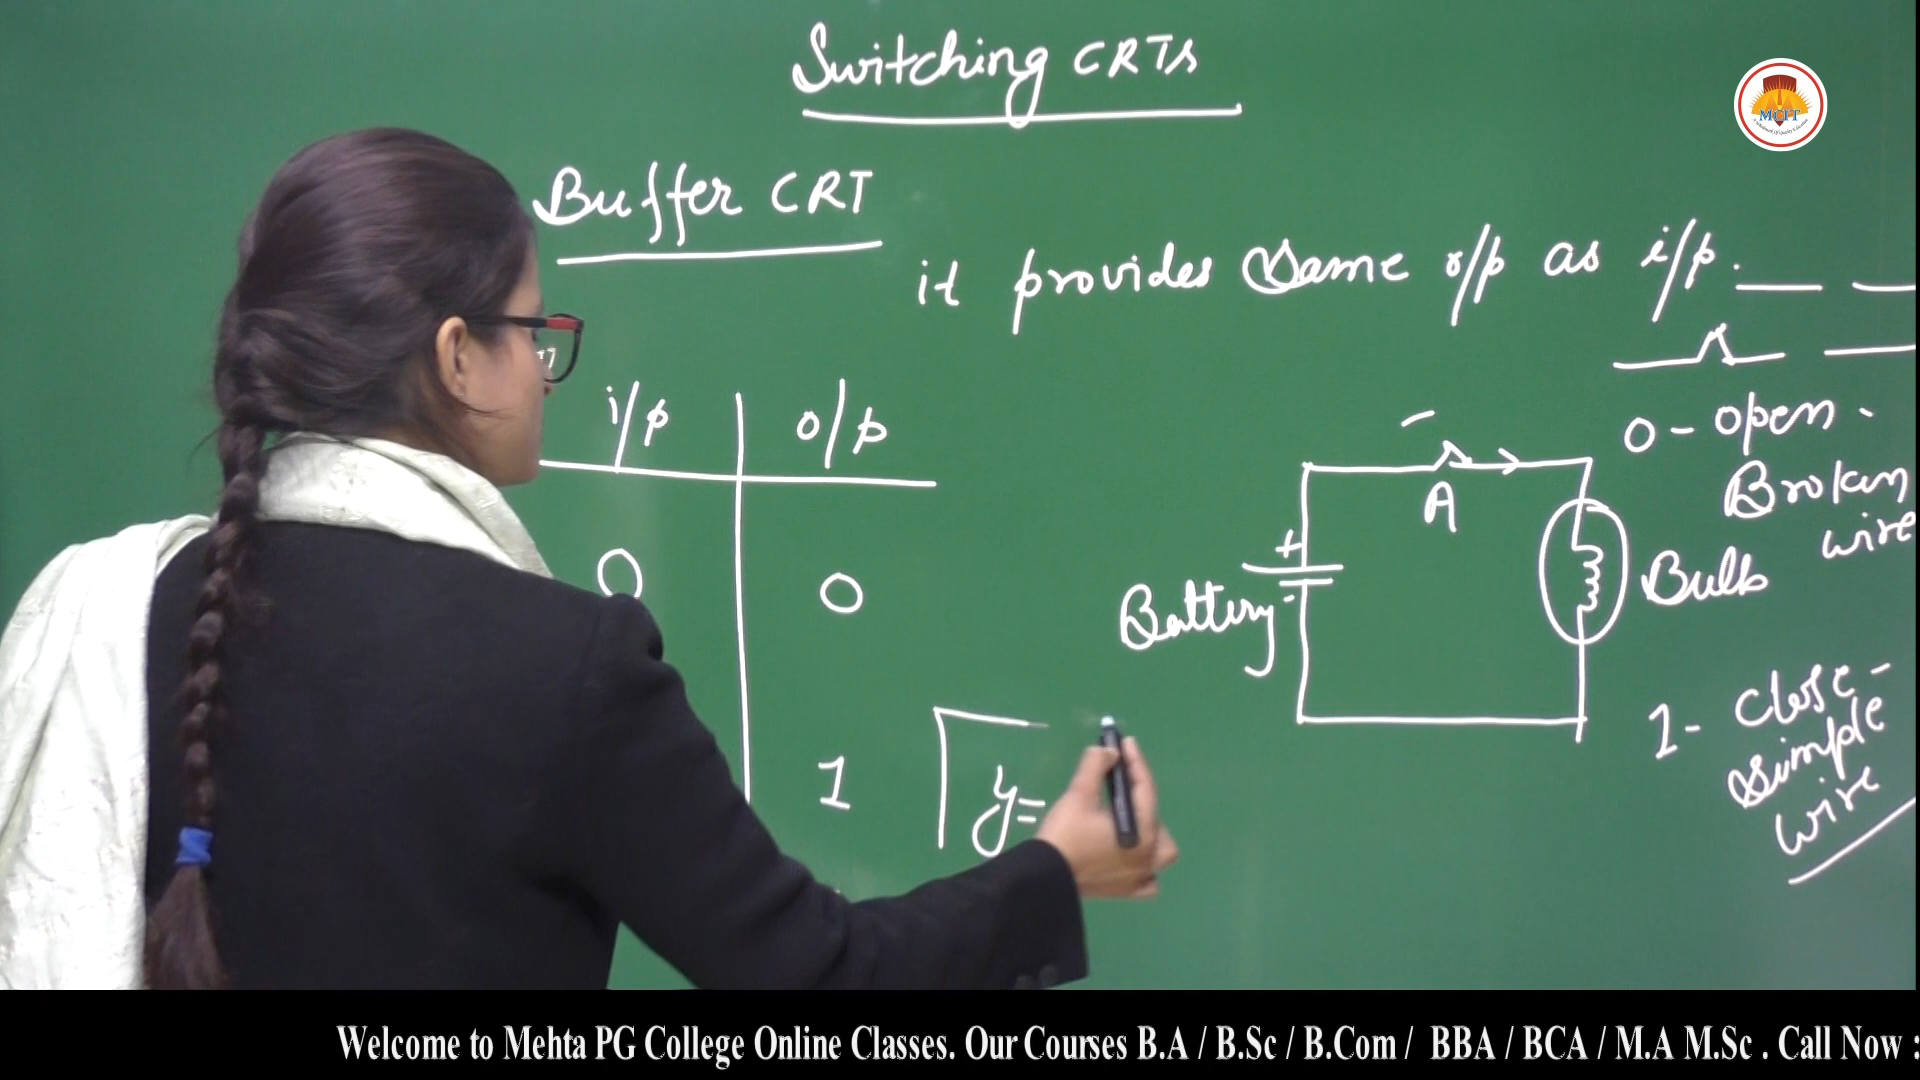 Switching CRTs
MCPT
Buffer CRT
it provides same o/p as i/p.
i/p o/p
0 0
1
y=
A
+
-
Battery
Bulb
0 - open -
Broken
wire
1 - close -
simple
wire
Welcome to Mehta PG College Online Classes. Our Courses B.A / B.Sc / B.Com / BBA / BCA / M.A M.Sc . Call Now :